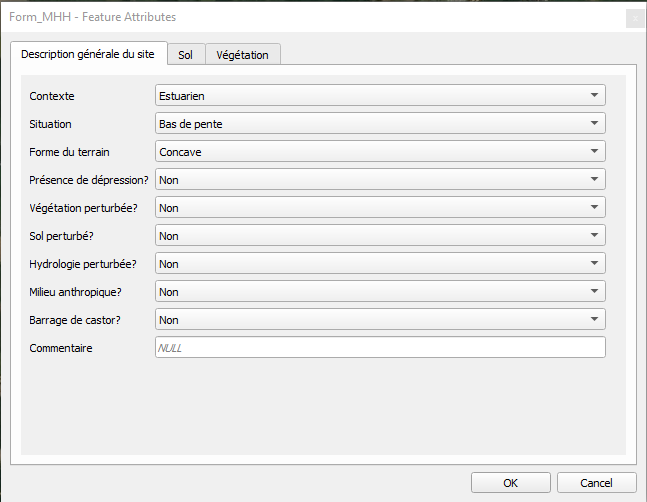 Form_MHH - Feature Attributes
Description générale du site
Sol
Végétation
Contexte Estuarien
Situation Bas de pente
Forme du terrain Concave
Présence de dépression? Non
Végétation perturbée? Non
Sol perturbé? Non
Hydrologie perturbée? Non
Milieu anthropique? Non
Barrage de castor? Non
Commentaire NULL
OK
Cancel